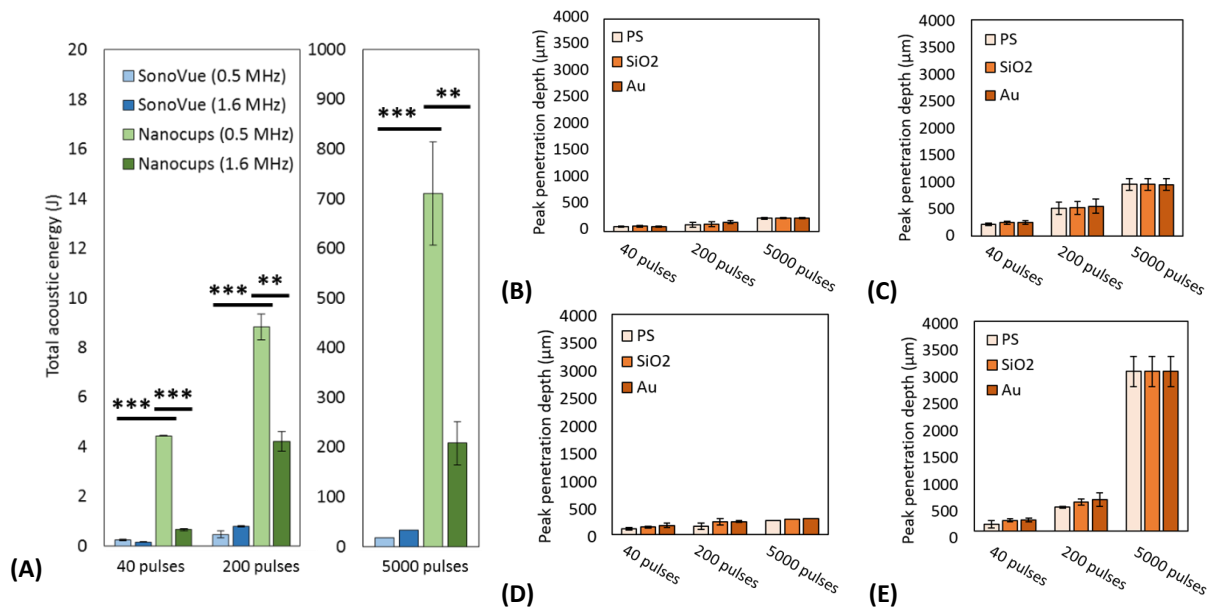 20
18
16
14
12
10
8
6
4
2
0
Total acoustic energy (J)
SonoVue (0.5 MHz)
SonoVue (1.6 MHz)
Nanocups (0.5 MHz)
Nanocups (1.6 MHz)
*** ***
*** **
40 pulses 200 pulses
1000
900
800
700
600
500
400
300
200
100
0
*** **
5000 pulses
(A)
4000
3500
3000
2500
2000
1500
1000
500
0
Peak penetration depth (µm)
PS
SiO2
Au
40 pulses
200 pulses
5000 pulses
(B)
4000
3500
3000
2500
2000
1500
1000
500
0
Peak penetration depth (µm)
PS
SiO2
Au
40 pulses
200 pulses
5000 pulses
(C)
4000
3500
3000
2500
2000
1500
1000
500
0
Peak penetration depth (µm)
PS
SiO2
Au
40 pulses
200 pulses
5000 pulses
(D)
4000
3500
3000
2500
2000
1500
1000
500
0
Peak penetration depth (µm)
PS
SiO2
Au
40 pulses
200 pulses
5000 pulses
(E)